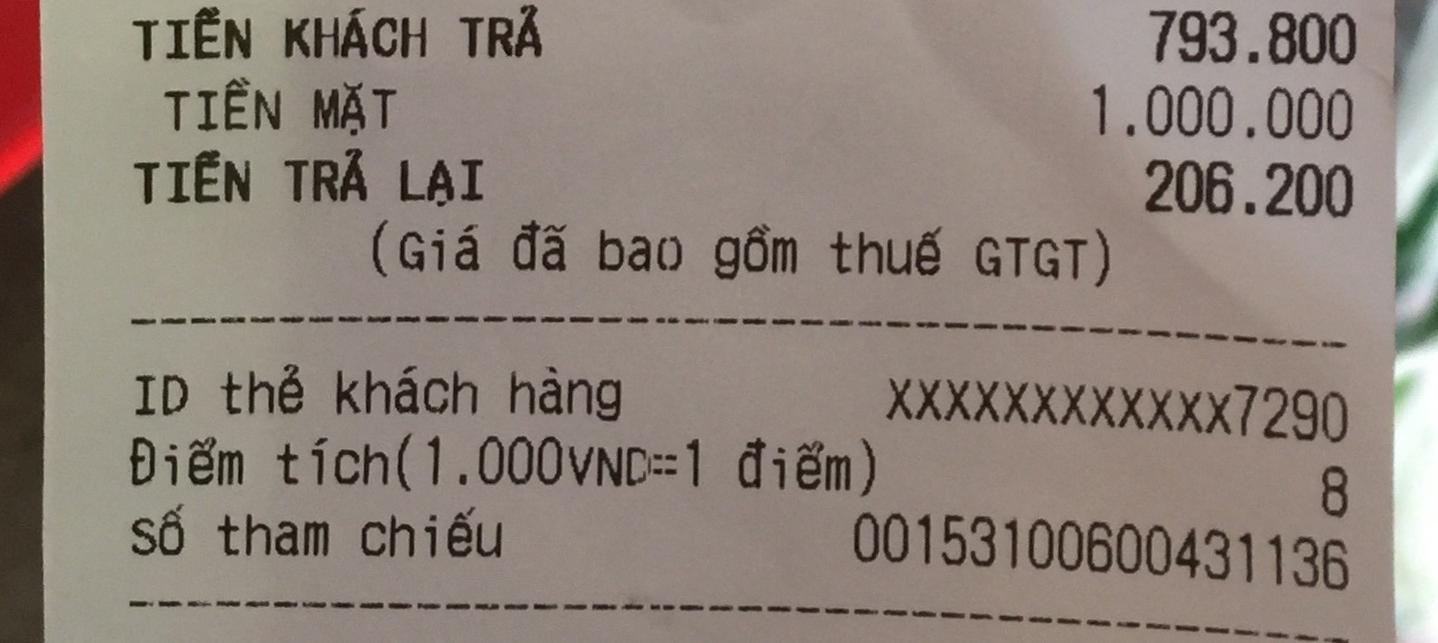 TIỀN KHÁCH TRẢ 793.800
TIỀN MẶT 1.000.000
TIỀN TRẢ LẠI 206.200
(Giá đã bao gồm thuế GTGT)
ID thẻ khách hàng XXXXXXXXXXXX7290
Điểm tích(1.000VND=1 điểm) 8
Số tham chiếu 00153100600431136